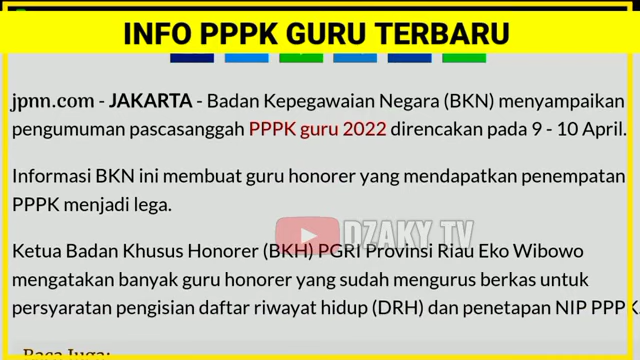 INFO PPPK GURU TERBARU
jpnn.com - JAKARTA - Badan Kepegawaian Negara (BKN) menyampaikan
pengumuman pascasanggah PPPK guru 2022 direncakan pada 9 - 10 April.
Informasi BKN ini membuat guru honorer yang mendapatkan penempatan
PPPK menjadi lega.
DZAKY TV
Ketua Badan Khusus Honorer (BKH) PGRI Provinsi Riau Eko Wibowo
mengatakan banyak guru honorer yang sudah mengurus berkas untuk
persyaratan pengisian daftar riwayat hidup (DRH) dan penetapan NIP PPPK.
Baca Juga: